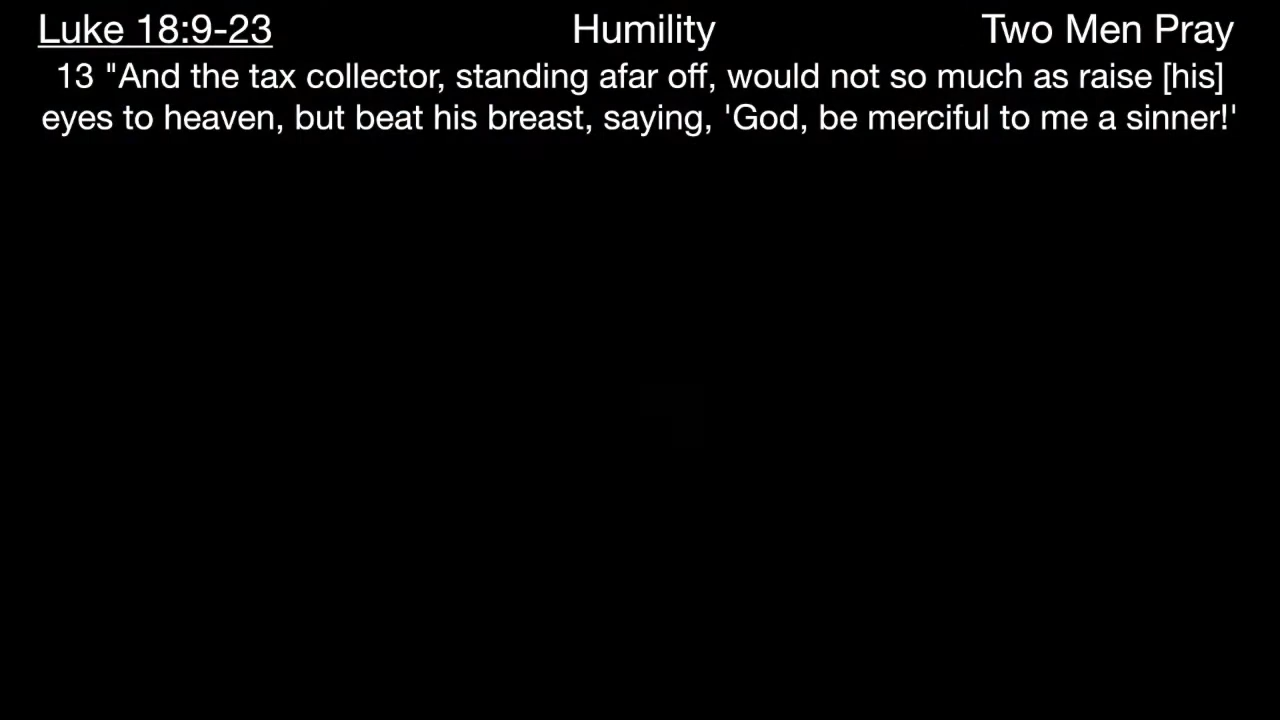 Luke 18:9-23 Humility Two Men Pray
13 "And the tax collector, standing afar off, would not so much as raise [his]
eyes to heaven, but beat his breast, saying, 'God, be merciful to me a sinner!'